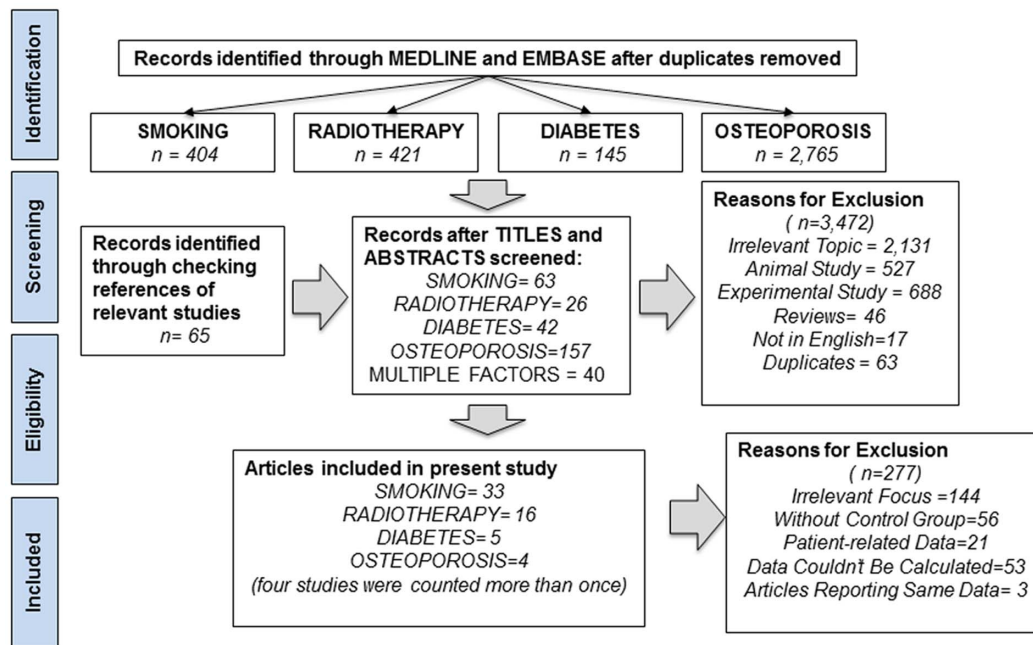 Identification
Records identified through MEDLINE and EMBASE after duplicates removed
SMOKING
n = 404
RADIOTHERAPY
n = 421
DIABETES
n = 145
OSTEOPOROSIS
n = 2,765
Screening
Records identified
through checking
references of
relevant studies
n= 65
Records after TITLES and
ABSTRACTS screened:
SMOKING= 63
RADIOTHERAPY= 26
DIABETES= 42
OSTEOPOROSIS=157
MULTIPLE FACTORS = 40
Reasons for Exclusion
( n=3,472)
Irrelevant Topic = 2,131
Animal Study = 527
Experimental Study = 688
Reviews= 46
Not in English=17
Duplicates = 63
Eligibility
Included
Articles included in present study
SMOKING= 33
RADIOTHERAPY= 16
DIABETES= 5
OSTEOPOROSIS=4
(four studies were counted more than once)
Reasons for Exclusion
( n=277)
Irrelevant Focus =144
Without Control Group=56
Patient-related Data=21
Data Couldn't Be Calculated=53
Articles Reporting Same Data= 3